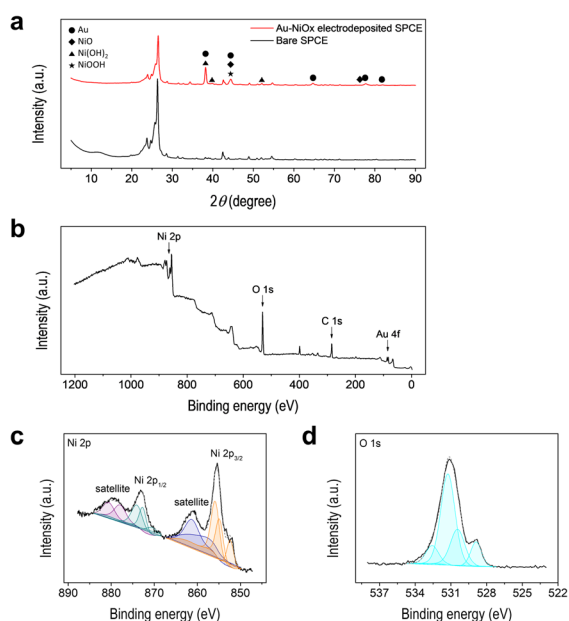 a
Au
NiO
Ni(OH)2
NiOOH
Au-NiOx electrodeposited SPCE
Bare SPCE
Intensity (a.u.)
0 10 20 30 40 50 60 70 80 90
2θ (degree)
b
Ni 2p
O 1s
C 1s
Au 4f
Intensity (a.u.)
1200 1000 800 600 400 200 0
Binding energy (eV)
c
Ni 2p
satellite
Ni 2p1/2
satellite
Ni 2p3/2
Intensity (a.u.)
890 880 870 860 850
Binding energy (eV)
d
O 1s
Intensity (a.u.)
537 534 531 528 525 522
Binding energy (eV)